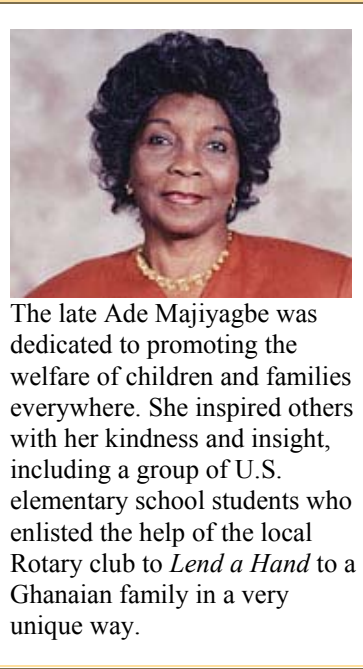 The late Ade Majiyagbe was
dedicated to promoting the
welfare of children and families
everywhere. She inspired others
with her kindness and insight,
including a group of U.S.
elementary school students who
enlisted the help of the local
Rotary club to Lend a Hand to a
Ghanaian family in a very
unique way.